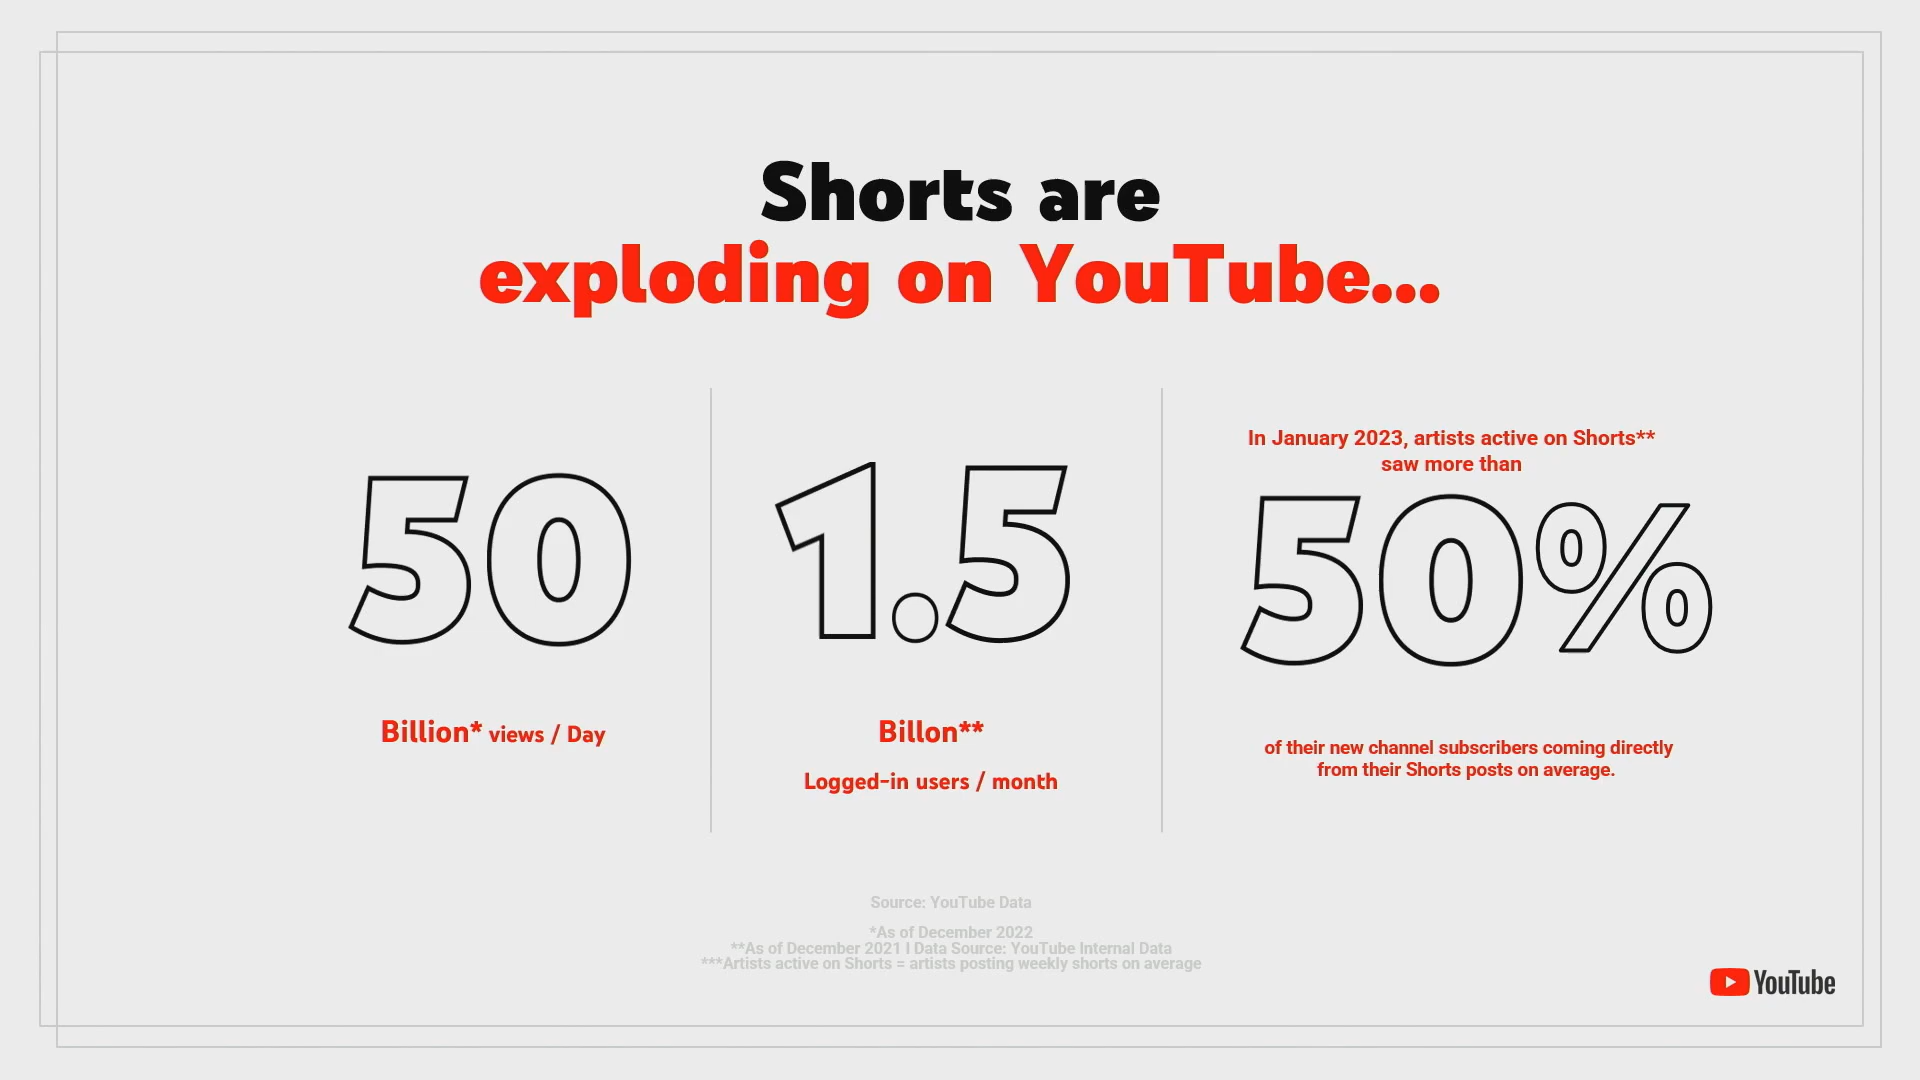 Shorts are
exploding on YouTube...
50
Billion* views / Day
1.5
Billon**
Logged-in users / month
In January 2023, artists active on Shorts**
saw more than
50%
of their new channel subscribers coming directly
from their Shorts posts on average.
Source: YouTube Data
*As of December 2022
**As of December 2021 I Data Source: YouTube Internal Data
***Artists active on Shorts = artists posting weekly shorts on average
YouTube